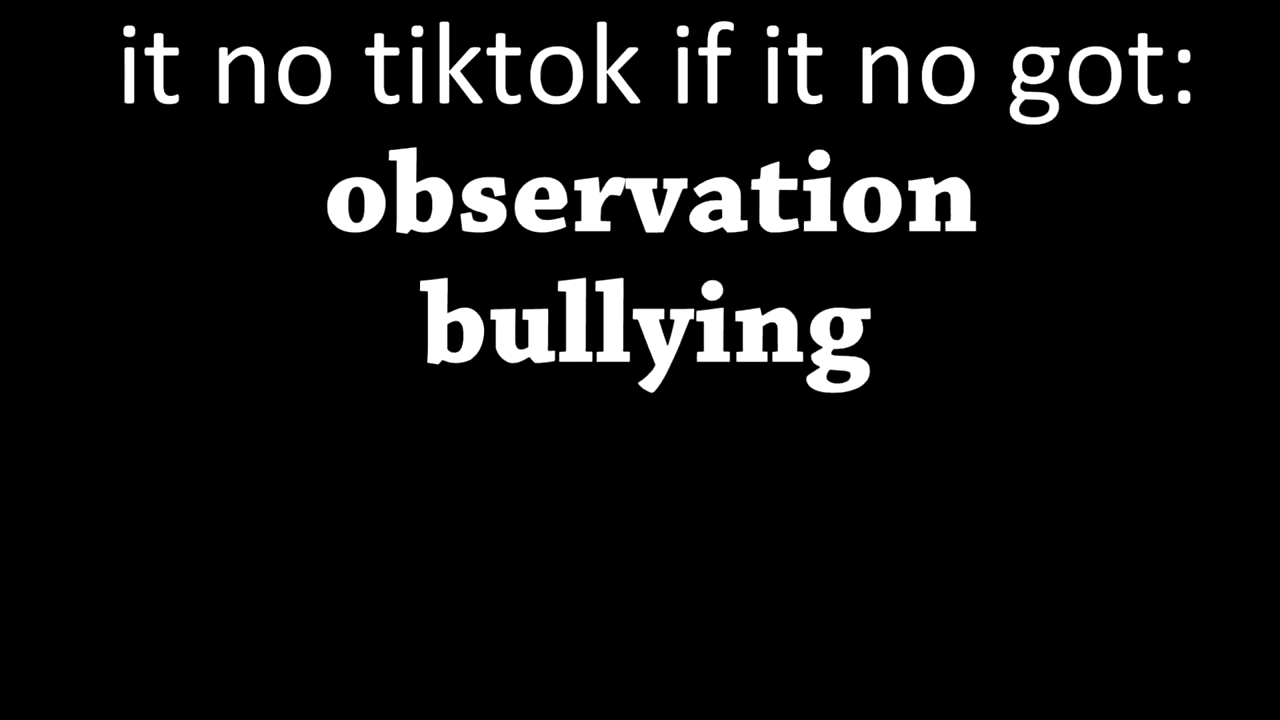 it no tiktok if it no got:
observation
bullying